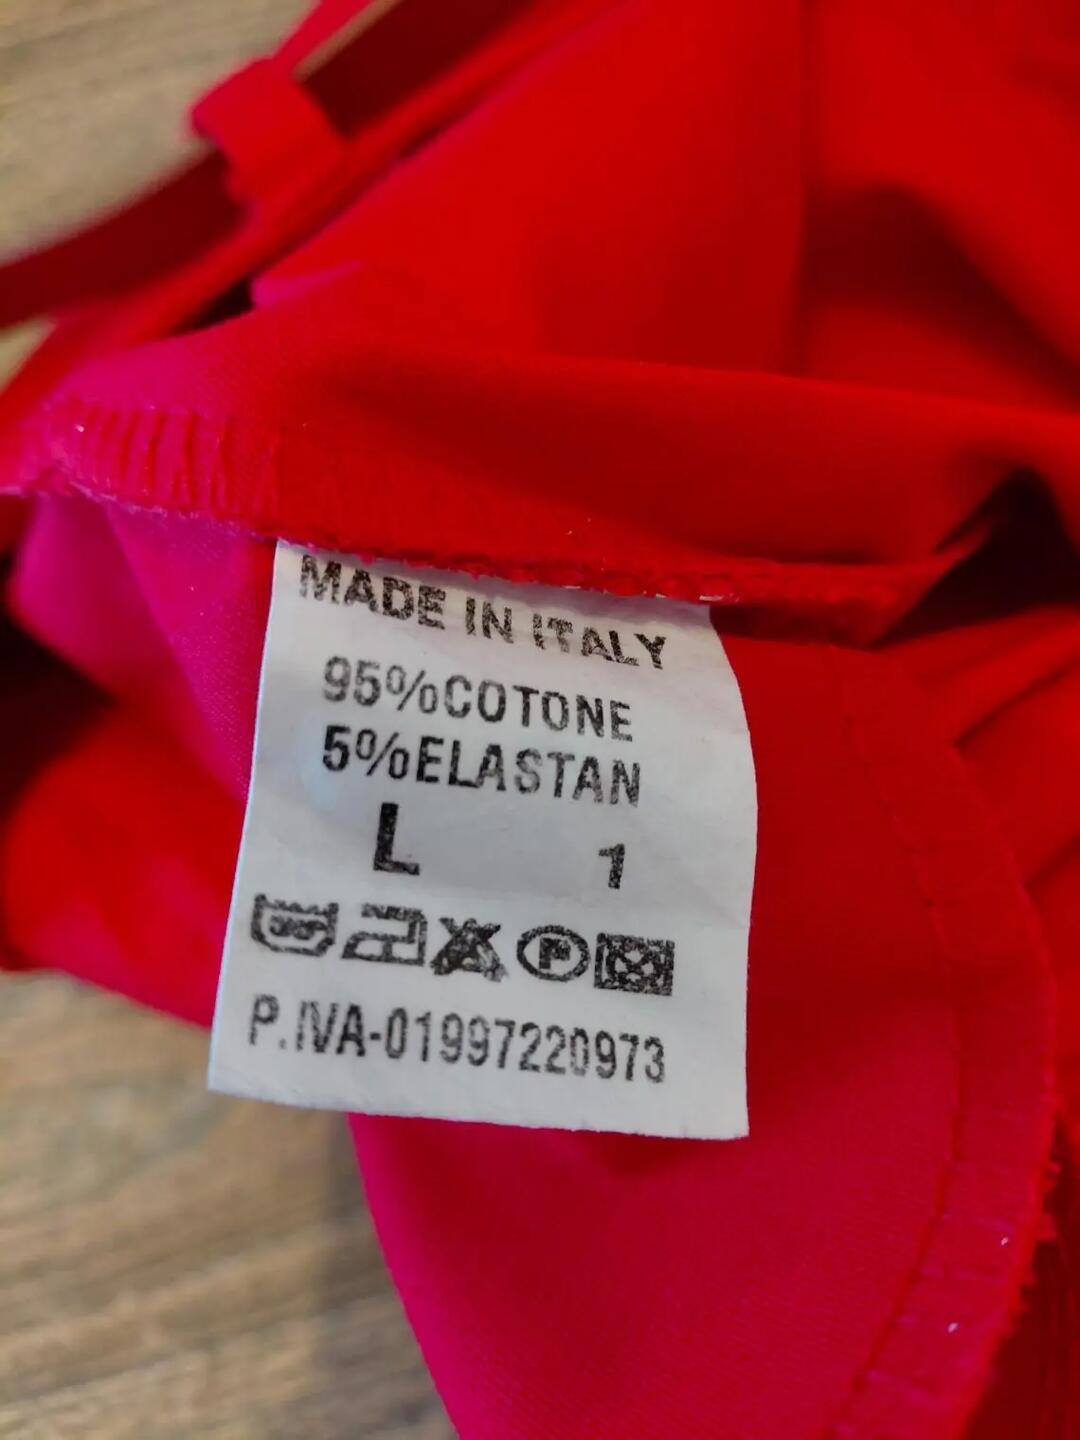 MADE IN ITALY
95%COTONE
5%ELASTAN
L 1
P
P.IVA-01997220973